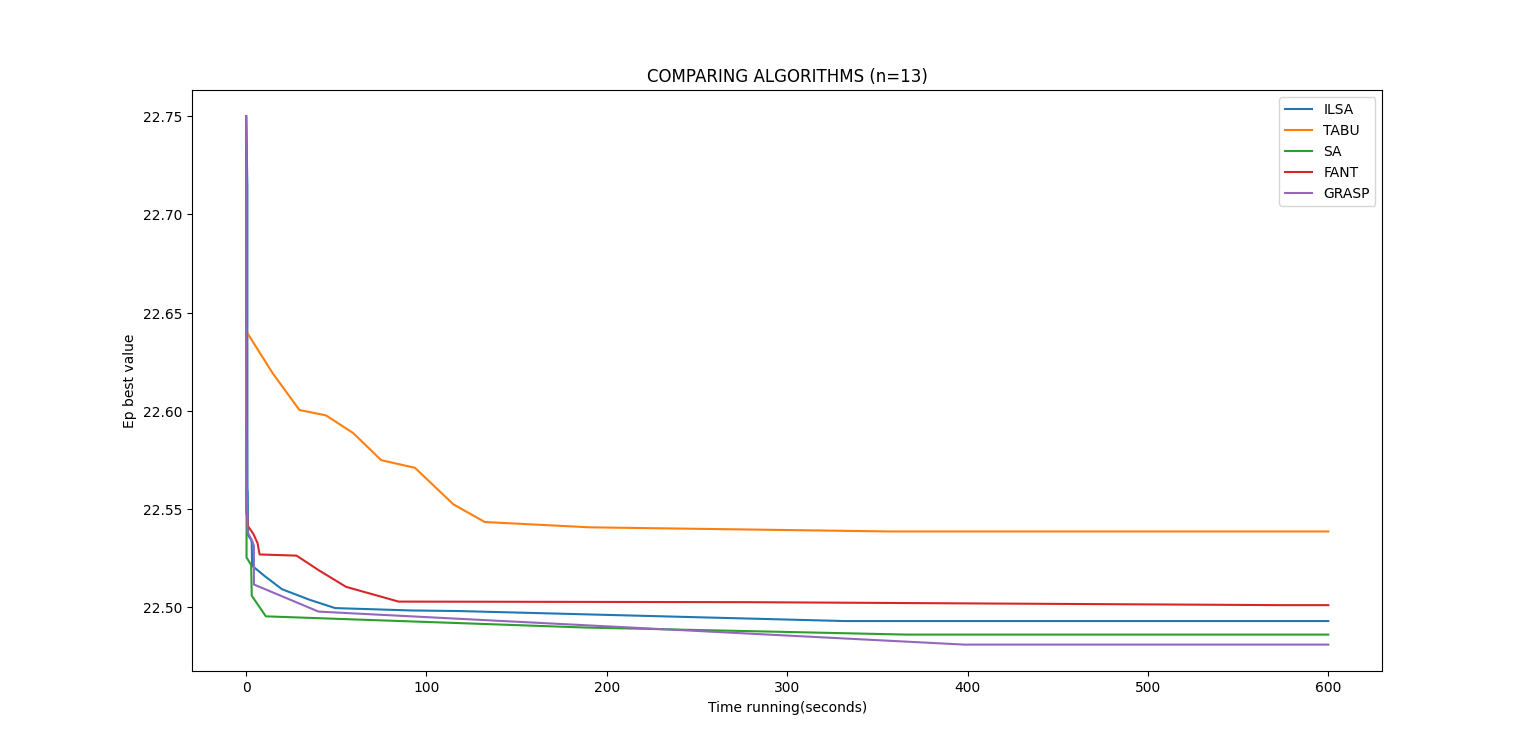 COMPARING ALGORITHMS (n=13)
ILSA
TABU
SA
FANT
GRASP
Ep best value
22.75
22.70
22.65
22.60
22.55
22.50
0 100 200 300 400 500 600
Time running(seconds)